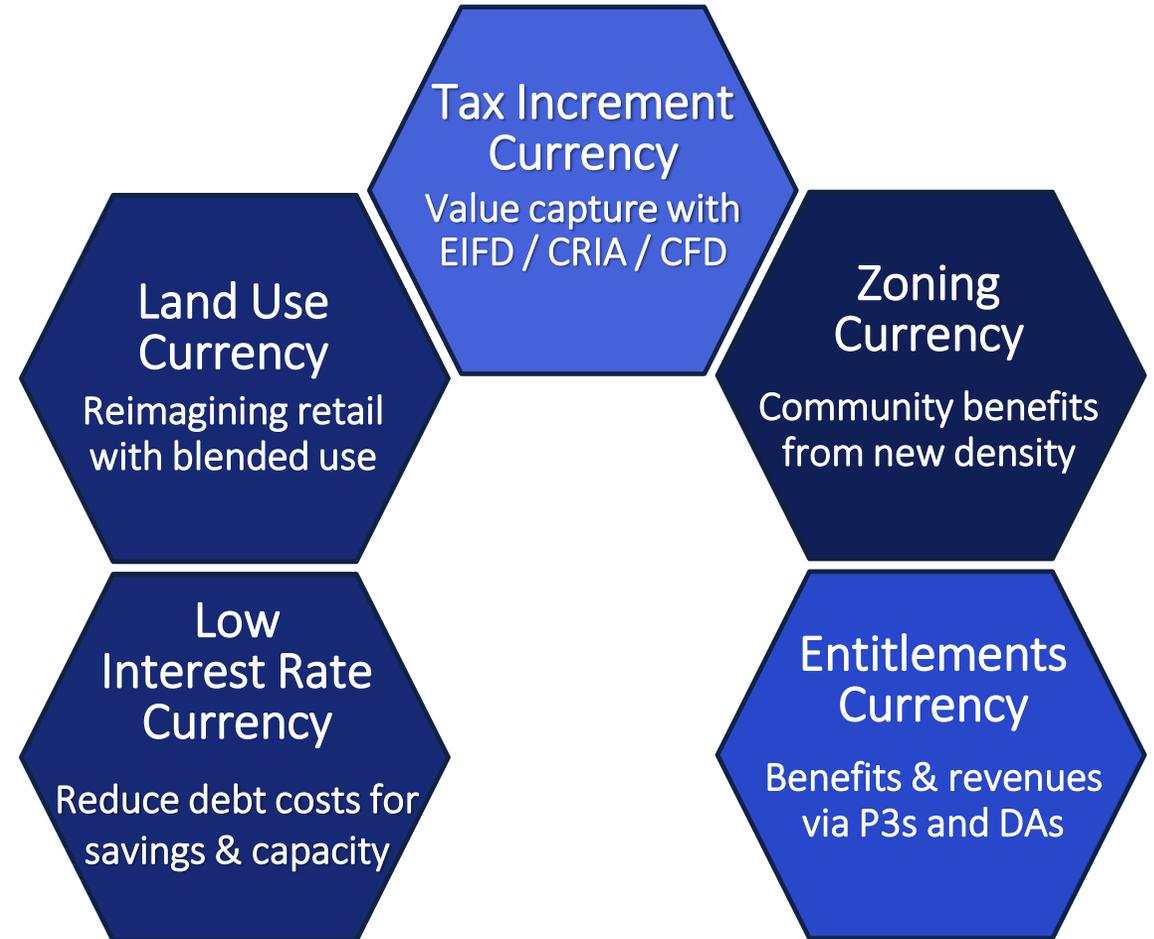 Tax Increment
Currency
Value capture with
EIFD / CRIA / CFD
Land Use
Currency
Reimagining retail
with blended use
Zoning
Currency
Community benefits
from new density
Low
Interest Rate
Currency
Reduce debt costs for
savings & capacity
Entitlements
Currency
Benefits & revenues
via P3s and DAs